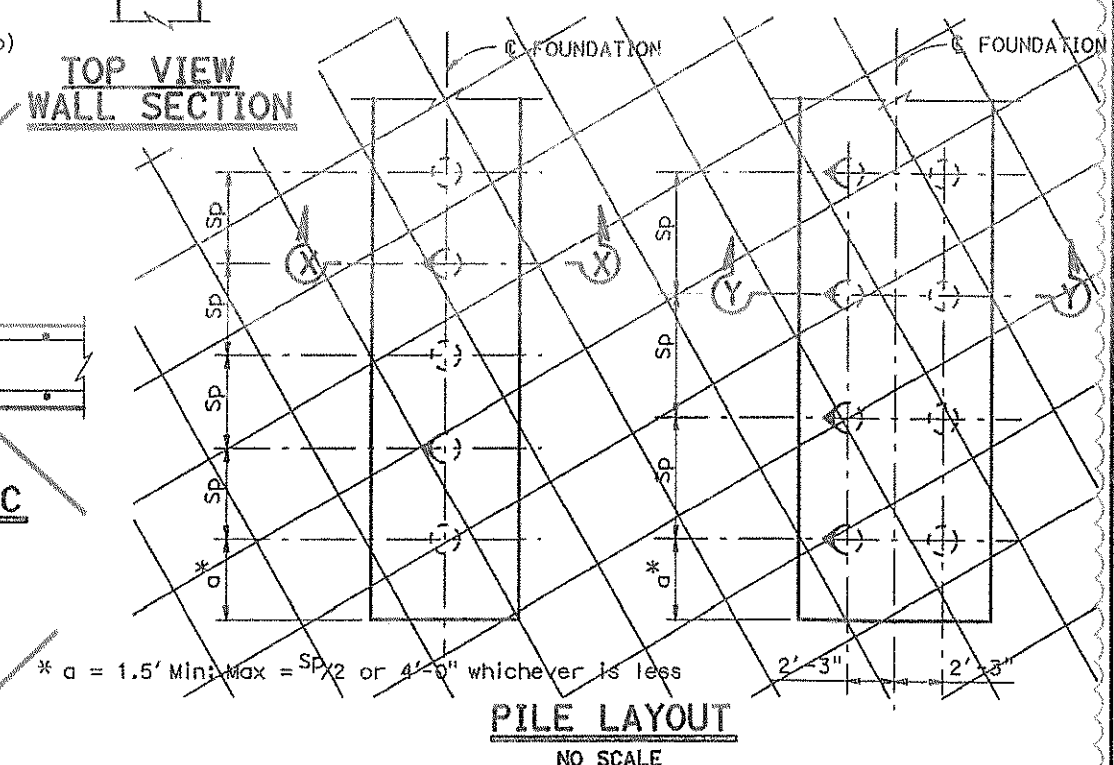 TOP VIEW
WALL SECTION
℄ FOUNDATION
℄ FOUNDATION
Sp
Sp
Sp
Sp
* a
X
X
Sp
Sp
Sp
* a
Y
Y
C
2'-3"
2'-3"
* a = 1.5' Min; Max = Sp/2 or 4'-0" whichever is less
PILE LAYOUT
NO SCALE